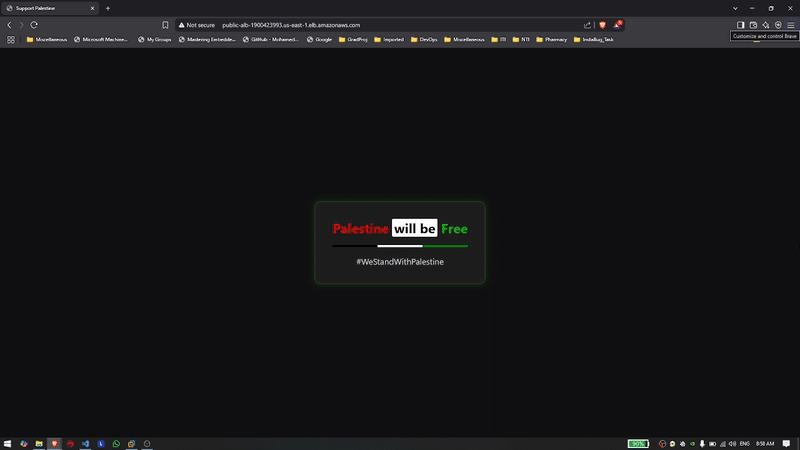 Support Palestine
Not secure public-alb-1900423993.us-east-1.elb.amazonaws.com
Customize and control Brave
Miscellaneous Microsoft Machine... My Groups Mastering Embedde... GitHub - Mohamed... Google GradProj Imported DevOps Miscellaneous ITI NTI Pharmacy Instabug_Task
Palestine will be Free
#WeStandWithPalestine
ENG 8:58 AM